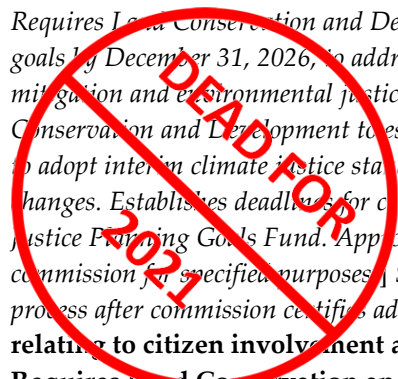 Requires Land Conservation and De
goals by December 31, 2026, to addr
mitigation and environmental justic
Conservation and Development to es
to adopt interim climate justice sta
changes. Establishes deadlines for c
Justice Planning Goals Fund. Appro
commission for specified purposes.[ S
process after commission certifies ad
relating to citizen involvement a
Requires Land Conservation an
DEAD FOR
2021